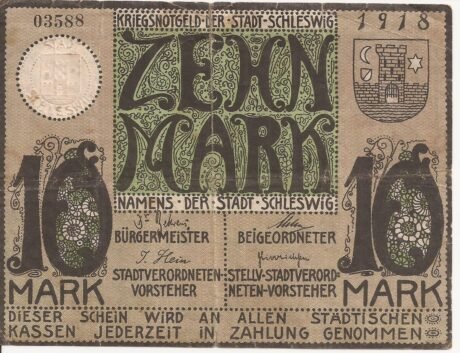 KRIEGSNOTGELD·DER·STADT·SCHLESWIG
03588
1918
ZEHN
MARK
NAMENS·DER·STADT·SCHLESWIG:
BÜRGERMEISTER
BEIGEORDNETER
STADTVERORDNETEN-
VORSTEHER
STELLV-STADTVERORD-
NETEN-VORSTEHER
10
MARK
10
MARK
DIESER SCHEIN WIRD AN ALLEN STÄDTISCHEN
KASSEN JEDERZEIT IN ZAHLUNG GENOMMEN